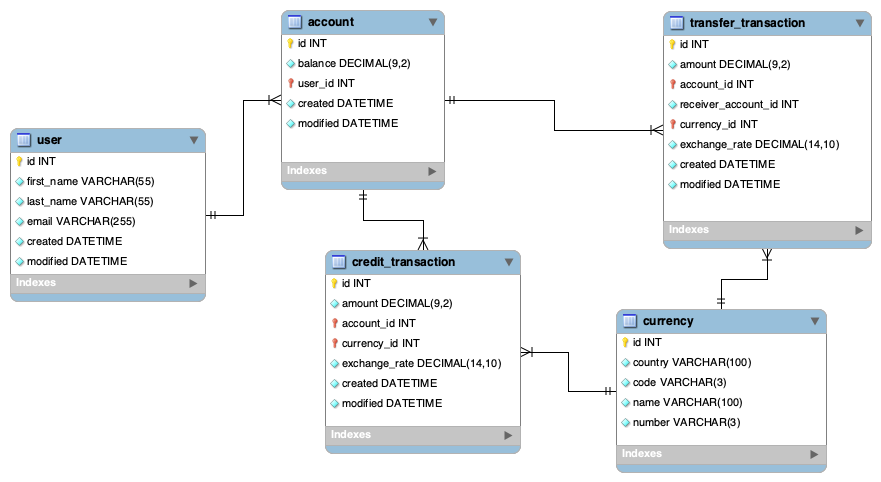 account
id INT
balance DECIMAL(9,2)
user_id INT
created DATETIME
modified DATETIME
Indexes
transfer_transaction
id INT
amount DECIMAL(9,2)
account_id INT
receiver_account_id INT
currency_id INT
exchange_rate DECIMAL(14,10)
created DATETIME
modified DATETIME
Indexes
user
id INT
first_name VARCHAR(55)
last_name VARCHAR(55)
email VARCHAR(255)
created DATETIME
modified DATETIME
Indexes
credit_transaction
id INT
amount DECIMAL(9,2)
account_id INT
currency_id INT
exchange_rate DECIMAL(14,10)
created DATETIME
modified DATETIME
Indexes
currency
id INT
country VARCHAR(100)
code VARCHAR(3)
name VARCHAR(100)
number VARCHAR(3)
Indexes